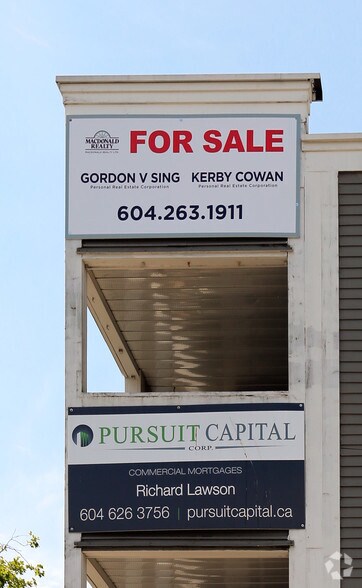 MACDONALD
REALTY
FOR SALE
GORDON V SING KERBY COWAN
Personal Real Estate Corporation Personal Real Estate Corporation
604.263.1911
PURSUIT CAPITAL
CORP.
COMMERCIAL MORTGAGES
Richard Lawson
604 626 3756 | pursuitcapital.ca